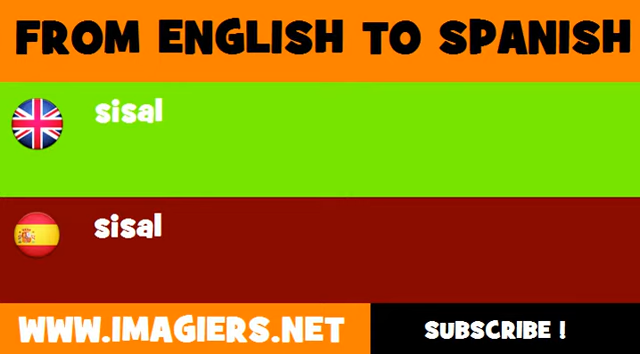 FROM ENGLISH TO SPANISH
sisal
sisal
WWW.IMAGIERS.NET
SUBSCRIBE !